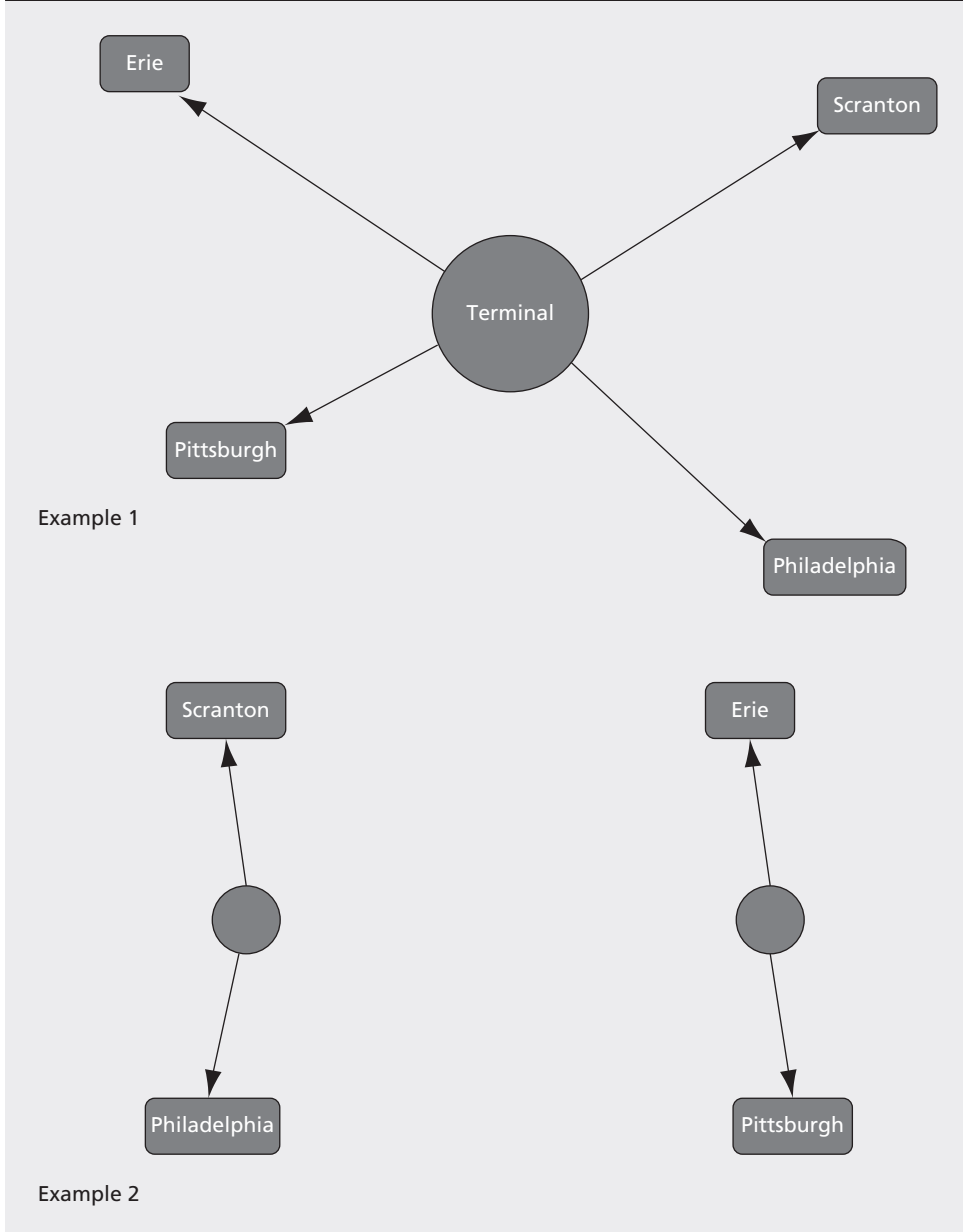 Erie
Scranton
Terminal
Pittsburgh
Example 1
Philadelphia
Scranton
Erie
Philadelphia
Pittsburgh
Example 2